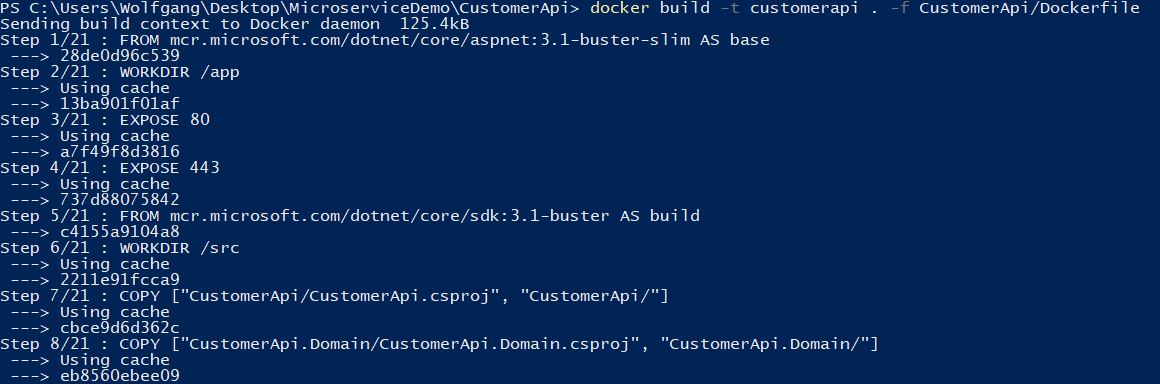 PS C:\Users\Wolfgang\Desktop\MicroserviceDemo\CustomerApi> docker build -t customerapi . -f CustomerApi/Dockerfile
Sending build context to Docker daemon  125.4kB
Step 1/21 : FROM mcr.microsoft.com/dotnet/core/aspnet:3.1-buster-slim AS base
 ---> 28de0d96c539
Step 2/21 : WORKDIR /app
 ---> Using cache
 ---> 13ba901f01af
Step 3/21 : EXPOSE 80
 ---> Using cache
 ---> a7f49f8d3816
Step 4/21 : EXPOSE 443
 ---> Using cache
 ---> 737d88075842
Step 5/21 : FROM mcr.microsoft.com/dotnet/core/sdk:3.1-buster AS build
 ---> c4155a9104a8
Step 6/21 : WORKDIR /src
 ---> Using cache
 ---> 2211e91fcca9
Step 7/21 : COPY ["CustomerApi/CustomerApi.csproj", "CustomerApi/"]
 ---> Using cache
 ---> cbce9d6d362c
Step 8/21 : COPY ["CustomerApi.Domain/CustomerApi.Domain.csproj", "CustomerApi.Domain/"]
 ---> Using cache
 ---> eb8560ebee09